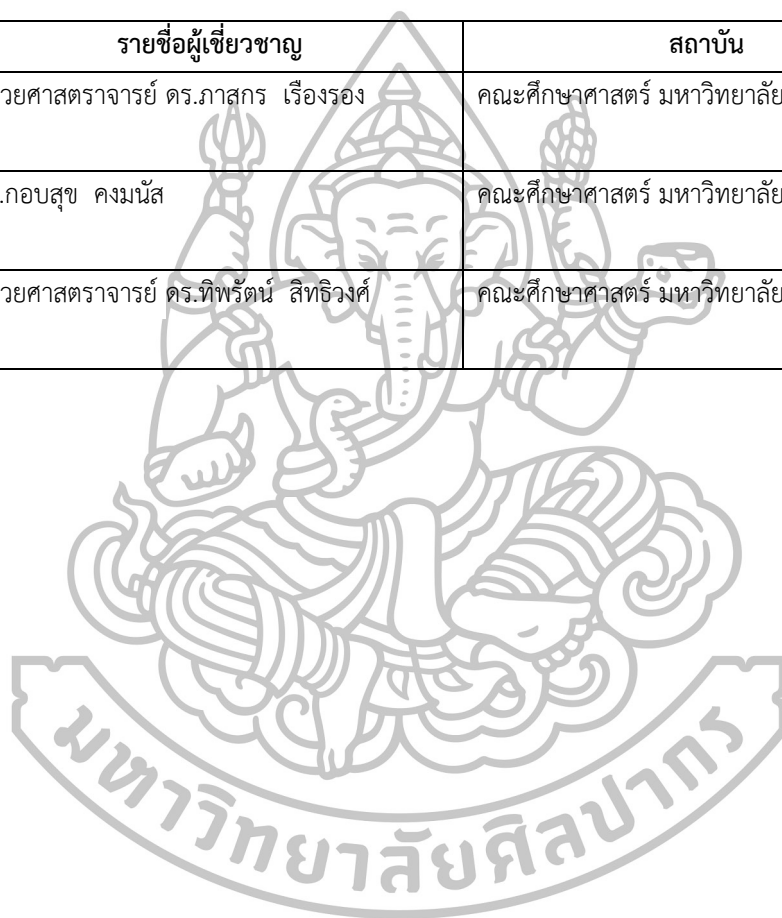 รายชื่อผู้เชี่ยวชาญ สถาบัน
วยศาสตราจารย์ ดร.ภาสกร เรืองรอง คณะศึกษาศาสตร์ มหาวิทยาลัย
.กอบสุข คงมนัส คณะศึกษาศาสตร์ มหาวิทยาลัย
วยศาสตราจารย์ ดร.ทิพรัตน์ สิทธิวงศ์ คณะศึกษาศาสตร์ มหาวิทยาลัย
มหาวิทยาลัยศิลปากร